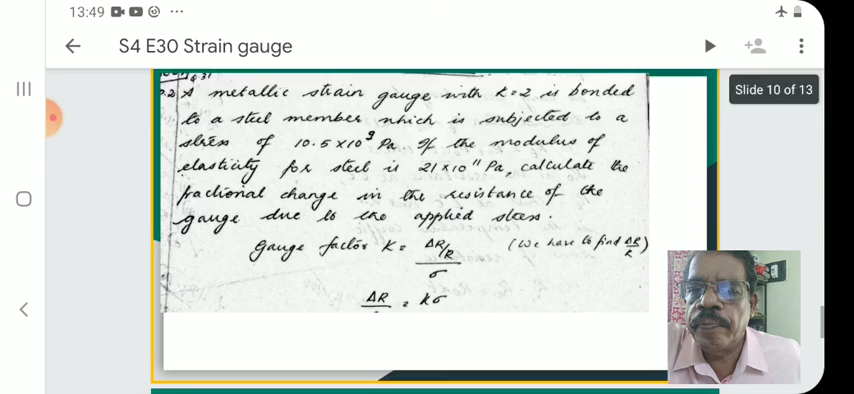 13:49
S4 E30 Strain gauge
Slide 10 of 13
Q.31
A metallic strain gauge with K=2 is bonded
to a steel member which is subjected to a
stress of 10.5×10⁹ Pa. If the modulus of
elasticity for steel is 21×10¹¹ Pa, calculate the
fractional change in the resistance of the
gauge due to the applied stress.
gauge factor K = ΔR/R / σ (we have to find ΔR/R)
ΔR = Kσ